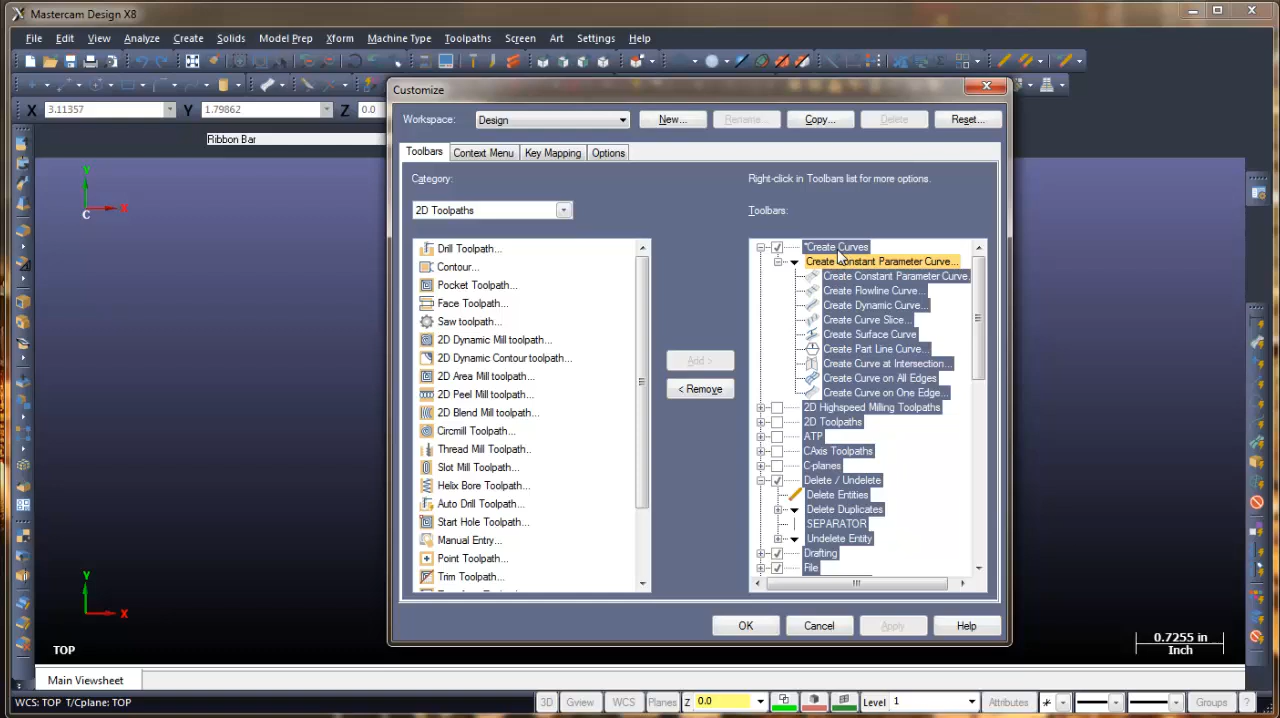 Mastercam Design X8
File Edit View Analyze Create Solids Model Prep Xform Machine Type Toolpaths Screen Art Settings Help
X 3.11357 Y 1.79862 Z 0.0
Ribbon Bar
Customize
Workspace: Design New... Rename... Copy... Delete Reset...
Toolbars Context Menu Key Mapping Options
Category:
2D Toolpaths
Drill Toolpath...
Contour...
Pocket Toolpath...
Face Toolpath...
Saw toolpath...
2D Dynamic Mill toolpath...
2D Dynamic Contour toolpath...
2D Area Mill toolpath...
2D Peel Mill toolpath...
2D Blend Mill toolpath...
Circmill Toolpath...
Thread Mill Toolpath...
Slot Mill Toolpath...
Helix Bore Toolpath...
Auto Drill Toolpath...
Start Hole Toolpath...
Manual Entry...
Point Toolpath...
Trim Toolpath...
Add >
< Remove
Right-click in Toolbars list for more options.
Toolbars:
*Create Curves
Create Constant Parameter Curve...
Create Constant Parameter Curve.
Create Flowline Curve...
Create Dynamic Curve...
Create Curve Slice...
Create Surface Curve
Create Part Line Curve...
Create Curve at Intersection...
Create Curve on All Edges
Create Curve on One Edge...
2D Highspeed Milling Toolpaths
2D Toolpaths
ATP
CAxis Toolpaths
C-planes
Delete / Undelete
Delete Entities
Delete Duplicates
SEPARATOR
Undelete Entity
Drafting
File
OK Cancel Apply Help
Y
C
Y
X
TOP
0.7255 in
Inch
Main Viewsheet
WCS: TOP T/Cplane: TOP
3D Gview WCS Planes Z 0.0 Level 1 Attributes Groups ?